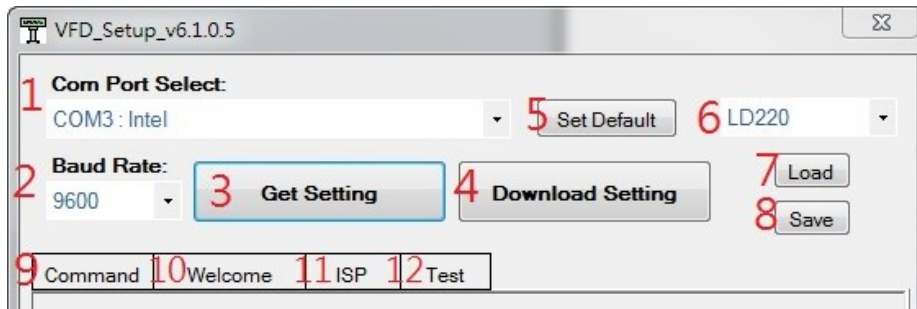 VFD_Setup_v6.1.0.5
1 Com Port Select:
COM3 : Intel
5 Set Default
6 LD220
2 Baud Rate:
9600
3 Get Setting
4 Download Setting
7 Load
8 Save
9 Command 10 Welcome 11 ISP 12 Test